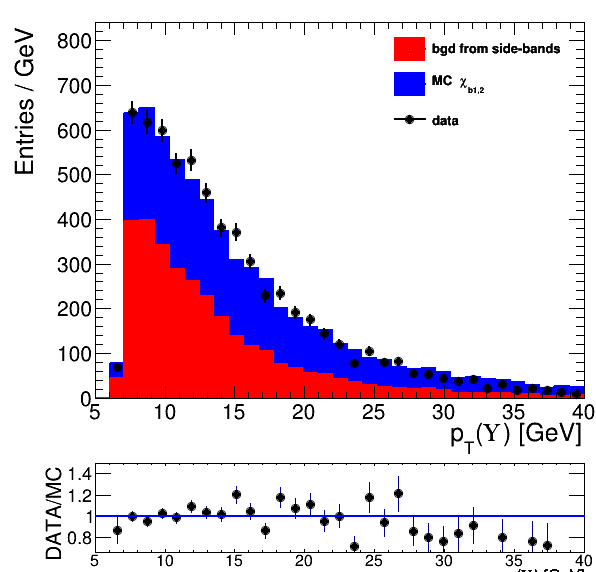 Entries / GeV
800
700
600
500
400
300
200
100
0
bgd from side-bands
MC χb1,2
data
5 10 15 20 25 30 35 40
pT(Υ) [GeV]
DATA/MC
1.4
1.2
1
0.8
5 10 15 20 25 30 35 40